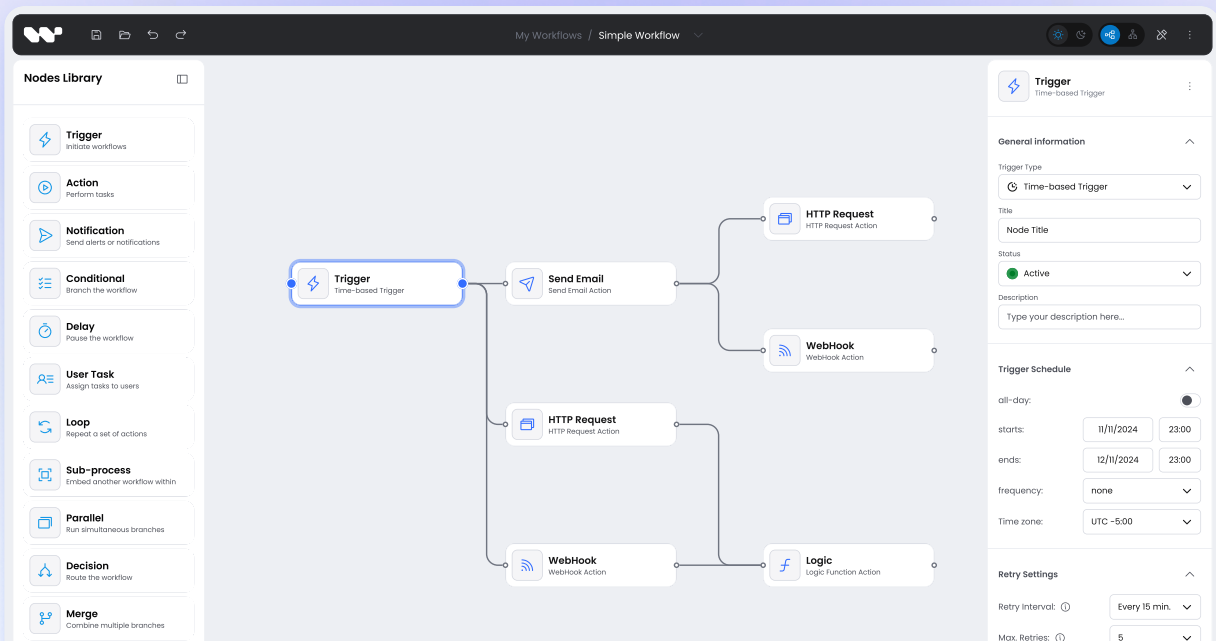 My Workflows / Simple Workflow
Nodes Library
Trigger
Initiate workflows
Action
Perform tasks
Notification
Send alerts or notifications
Conditional
Branch the workflow
Delay
Pause the workflow
User Task
Assign tasks to users
Loop
Repeat a set of actions
Sub-process
Embed another workflow within
Parallel
Run simultaneous branches
Decision
Route the workflow
Merge
Combine multiple branches
Trigger
Time-based Trigger
Send Email
Send Email Action
HTTP Request
HTTP Request Action
WebHook
WebHook Action
HTTP Request
HTTP Request Action
WebHook
WebHook Action
Logic
Logic Function Action
Trigger
Time-based Trigger
General information
Trigger Type
Time-based Trigger
Title
Node Title
Status
Active
Description
Type your description here...
Trigger Schedule
all-day:
starts: 11/11/2024 23:00
ends: 12/11/2024 23:00
frequency: none
Time zone: UTC -5:00
Retry Settings
Retry Interval: Every 15 min.
Max. Retries: 5